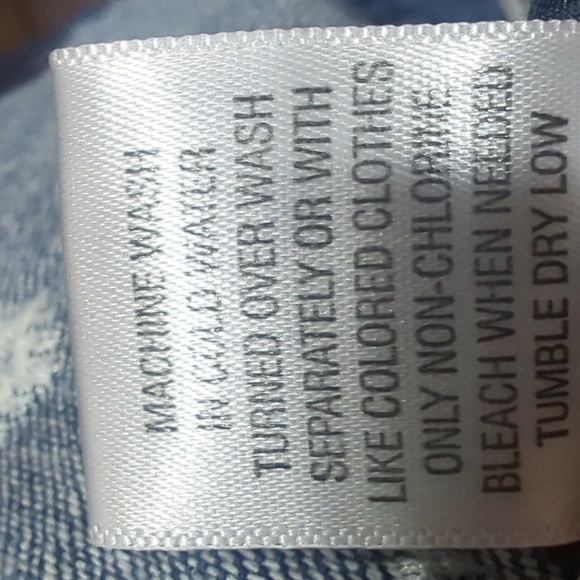 MACHINE WASH
IN COLD WATER
TURNED OVER WASH
SEPARATELY OR WITH
LIKE COLORED CLOTHES
ONLY NON-CHLORINE
BLEACH WHEN NEEDED
TUMBLE DRY LOW